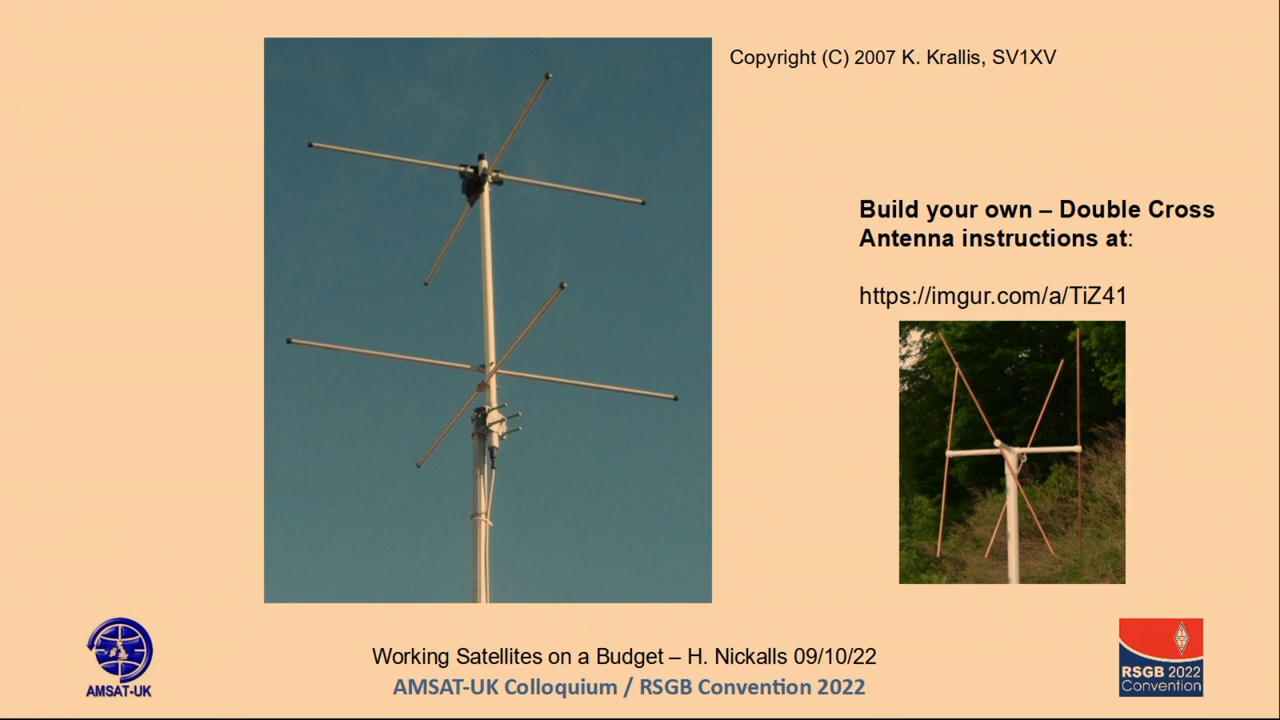 Copyright (C) 2007 K. Krallis, SV1XV
Build your own – Double Cross
Antenna instructions at:
https://imgur.com/a/TiZ41
Working Satellites on a Budget – H. Nickalls 09/10/22
AMSAT-UK Colloquium / RSGB Convention 2022
AMSAT-UK
RSGB 2022
Convention